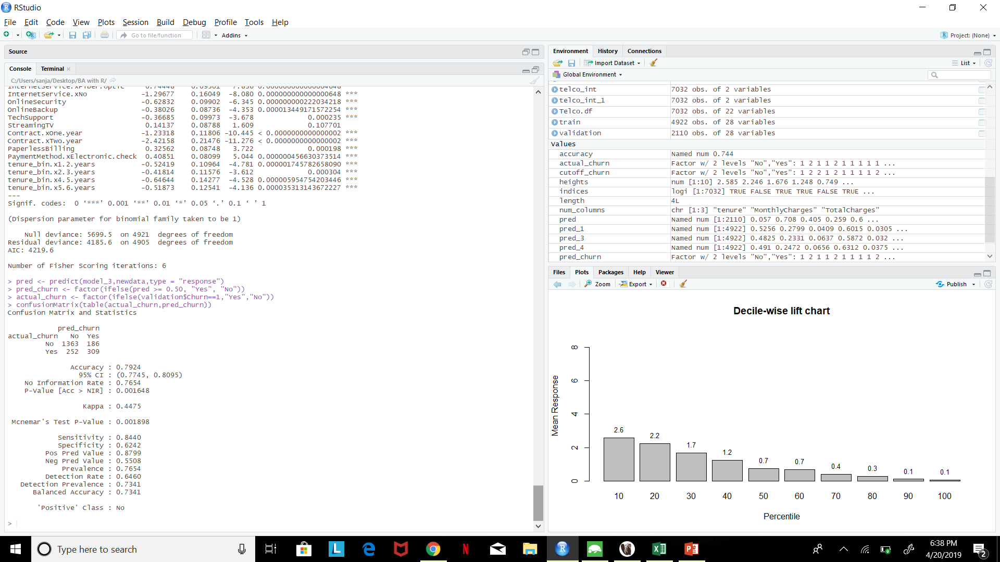 RStudio
File Edit Code View Plots Session Build Debug Profile Tools Help
Go to file/function Addins Project: (None)
Source
Console Terminal
C:/Users/sanja/Desktop/BA with R/
InternetService.xFiber.optic 0.74448 0.09501 7.836 0.000000000000004648
InternetService.xNo -1.29677 0.16049 -8.080 0.000000000000000648 ***
OnlineSecurity -0.62832 0.09902 -6.345 0.000000000222034218 ***
OnlineBackup -0.38026 0.08736 -4.353 0.000013449171572254 ***
TechSupport -0.36685 0.09973 -3.678 0.000235 ***
StreamingTV 0.14137 0.08788 1.609 0.107701
Contract.xOne.year -1.23318 0.11806 -10.445 < 0.0000000000000002 ***
Contract.xTwo.year -2.42158 0.21476 -11.276 < 0.0000000000000002 ***
PaperlessBilling 0.32562 0.08748 3.722 0.000198 ***
PaymentMethod.xElectronic.check 0.40851 0.08099 5.044 0.000000456630373514 ***
tenure_bin.x1.2.years -0.52419 0.10964 -4.781 0.000001745782658090 ***
tenure_bin.x2.3.years -0.41814 0.11576 -3.612 0.000304 ***
tenure_bin.x4.5.years -0.64644 0.14277 -4.528 0.000005954754203446 ***
tenure_bin.x5.6.years -0.51873 0.12541 -4.136 0.000035313143672227 ***
---
Signif. codes: 0 ‘***’ 0.001 ‘**’ 0.01 ‘*’ 0.05 ‘.’ 0.1 ‘ ’ 1
(Dispersion parameter for binomial family taken to be 1)
Null deviance: 5699.5 on 4921 degrees of freedom
Residual deviance: 4185.6 on 4905 degrees of freedom
AIC: 4219.6
Number of Fisher Scoring iterations: 6
> pred <- predict(model_3,newdata,type = "response")
> pred_churn <- factor(ifelse(pred >= 0.50, "Yes", "No"))
> actual_churn <- factor(ifelse(validation$Churn==1,"Yes","No"))
> confusionMatrix(table(actual_churn,pred_churn))
Confusion Matrix and Statistics
pred_churn
actual_churn No Yes
No 1363 186
Yes 252 309
Accuracy : 0.7924
95% CI : (0.7745, 0.8095)
No Information Rate : 0.7654
P-Value [Acc > NIR] : 0.001648
Kappa : 0.4475
Mcnemar's Test P-Value : 0.001898
Sensitivity : 0.8440
Specificity : 0.6242
Pos Pred Value : 0.8799
Neg Pred Value : 0.5508
Prevalence : 0.7654
Detection Rate : 0.6460
Detection Prevalence : 0.7341
Balanced Accuracy : 0.7341
'Positive' Class : No
>
Environment History Connections
Import Dataset List
Global Environment
telco_int 7032 obs. of 2 variables
telco_int_1 7032 obs. of 2 variables
Telco.df 7032 obs. of 22 variables
train 4922 obs. of 28 variables
validation 2110 obs. of 28 variables
Values
accuracy Named num 0.744
actual_churn Factor w/ 2 levels "No","Yes": 1 2 1 1 2 1 1 1 1 1 ...
cutoff_churn Factor w/ 2 levels "No","Yes": 1 2 2 1 2 1 1 1 1 2 ...
heights num [1:10] 2.585 2.246 1.676 1.248 0.749 ...
indices logi [1:7032] TRUE FALSE TRUE TRUE FALSE TRUE ...
length 4L
num_columns chr [1:3] "tenure" "MonthlyCharges" "TotalCharges"
pred Named num [1:2110] 0.057 0.708 0.405 0.259 0.6 ...
pred_1 Named num [1:4922] 0.5256 0.2799 0.0409 0.6015 0.0305 ...
pred_3 Named num [1:4922] 0.4825 0.2331 0.0637 0.5872 0.032 ...
pred_4 Named num [1:4922] 0.491 0.2472 0.0656 0.6312 0.0375 ...
pred_churn Factor w/ 2 levels "No","Yes": 1 2 1 1 2 1 1 1 1 2 ...
Files Plots Packages Help Viewer
Zoom Export Publish
Decile-wise lift chart
Mean Response
8
6
4
2
0
2.6 2.2 1.7 1.2 0.7 0.7 0.4 0.3 0.1 0.1
10 20 30 40 50 60 70 80 90 100
Percentile
Type here to search
6:38 PM
4/20/2019
2